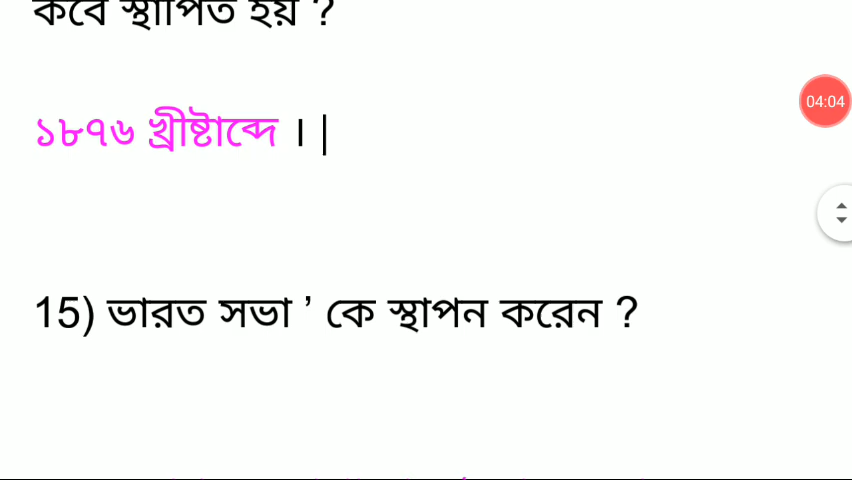 কবে স্থাপিত হয় ?
১৮৭৬ খ্রীষ্টাব্দে । |
04:04
15) ভারত সভা ' কে স্থাপন করেন ?